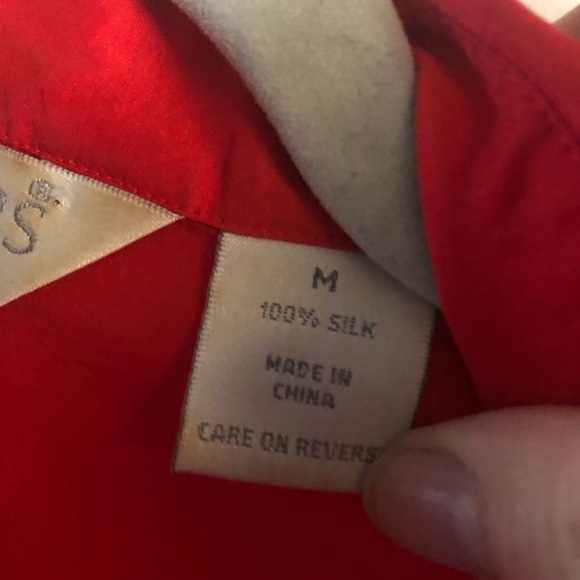 S
M
100% SILK
MADE IN
CHINA
CARE ON REVERS